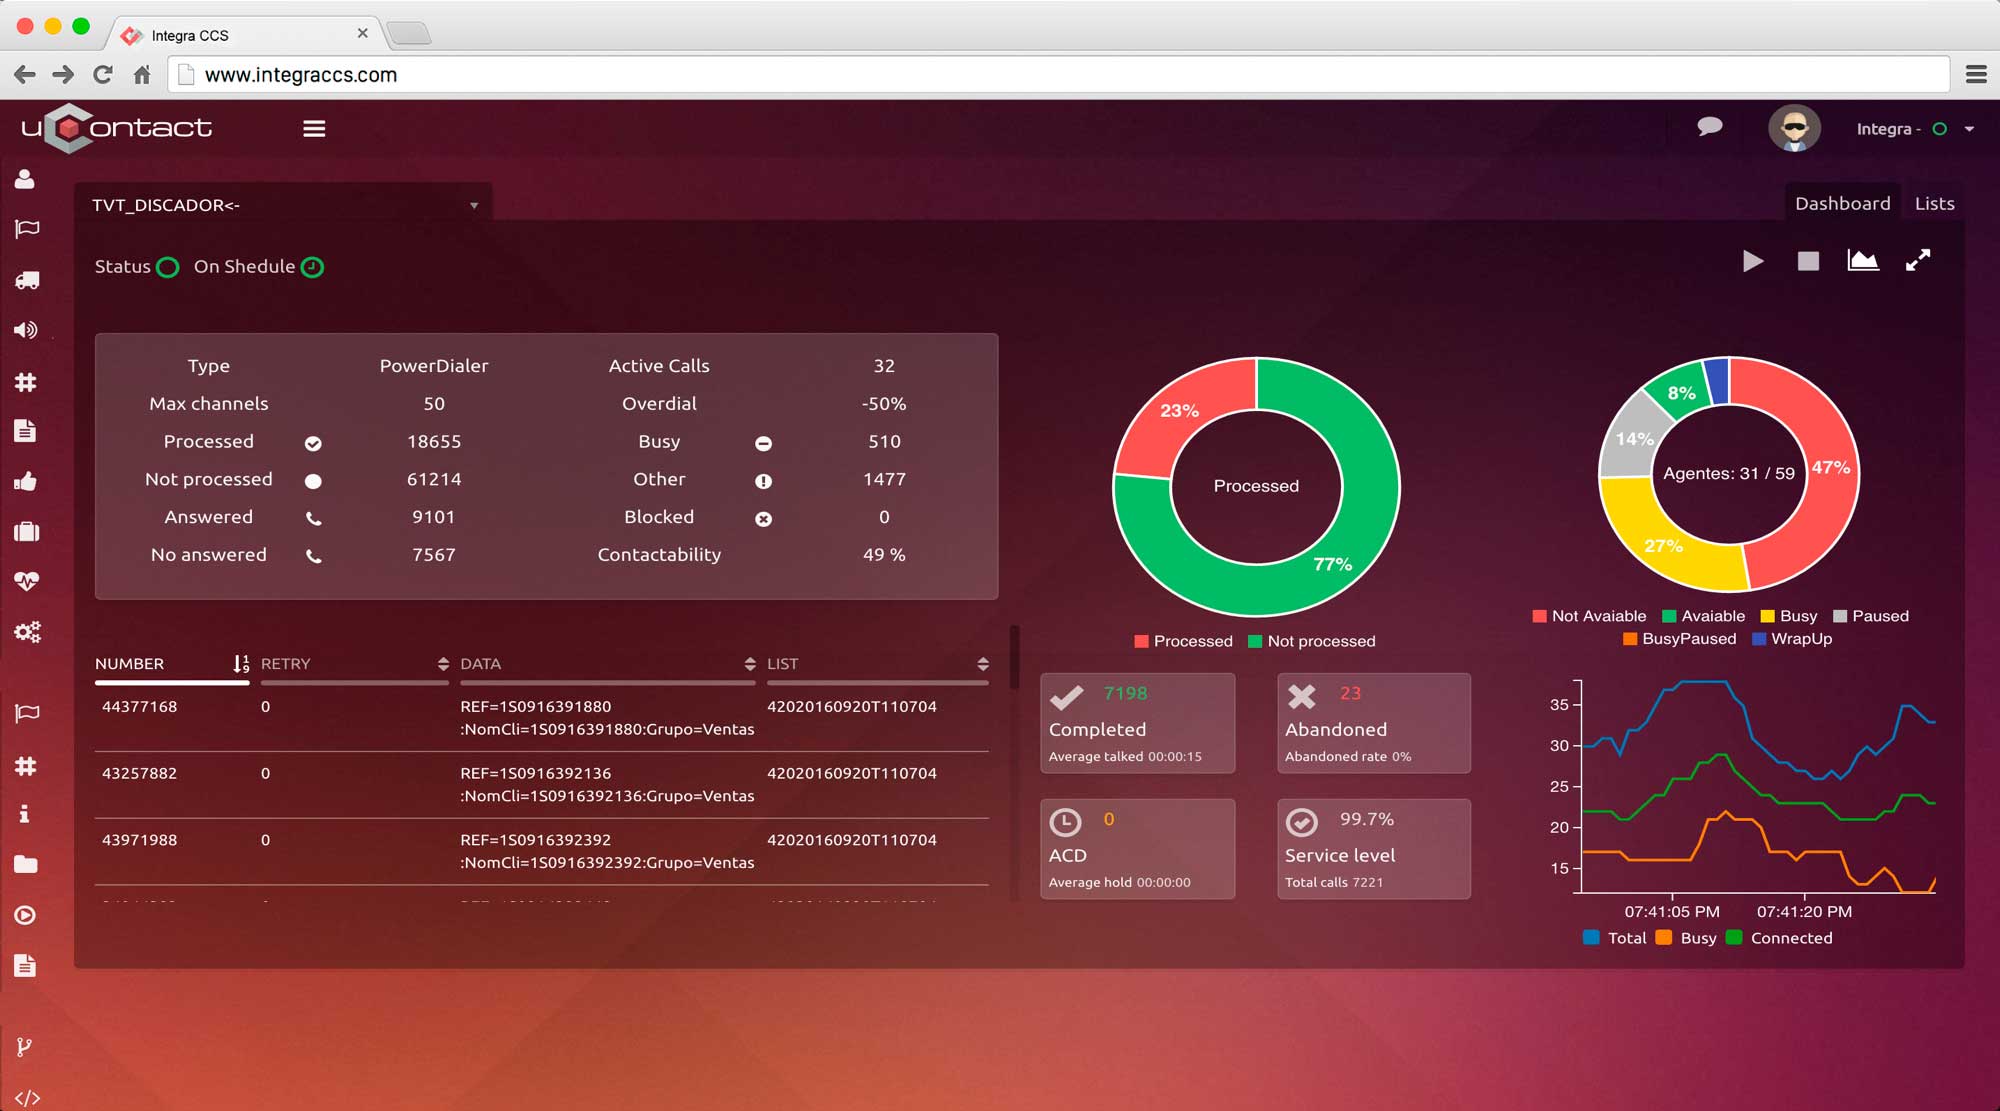 Integra CCS
www.integraccs.com
uContact
Integra -
TVT_DISCADOR<-
Dashboard Lists
Status On Shedule
Type PowerDialer Active Calls 32
Max channels 50 Overdial -50%
Processed 18655 Busy 510
Not processed 61214 Other 1477
Answered 9101 Blocked 0
No answered 7567 Contactability 49 %
23%
77%
Processed
Processed Not processed
8%
14%
47%
27%
Agentes: 31 / 59
Not Avaiable Avaiable Busy Paused
BusyPaused WrapUp
NUMBER RETRY DATA LIST
44377168 0 REF=1S0916391880 42020160920T110704
:NomCli=1S0916391880:Grupo=Ventas
43257882 0 REF=1S0916392136 42020160920T110704
:NomCli=1S0916392136:Grupo=Ventas
43971988 0 REF=1S0916392392 42020160920T110704
:NomCli=1S0916392392:Grupo=Ventas
7198
Completed
Average talked 00:00:15
23
Abandoned
Abandoned rate 0%
0
ACD
Average hold 00:00:00
99.7%
Service level
Total calls 7221
35
30
25
20
15
07:41:05 PM 07:41:20 PM
Total Busy Connected